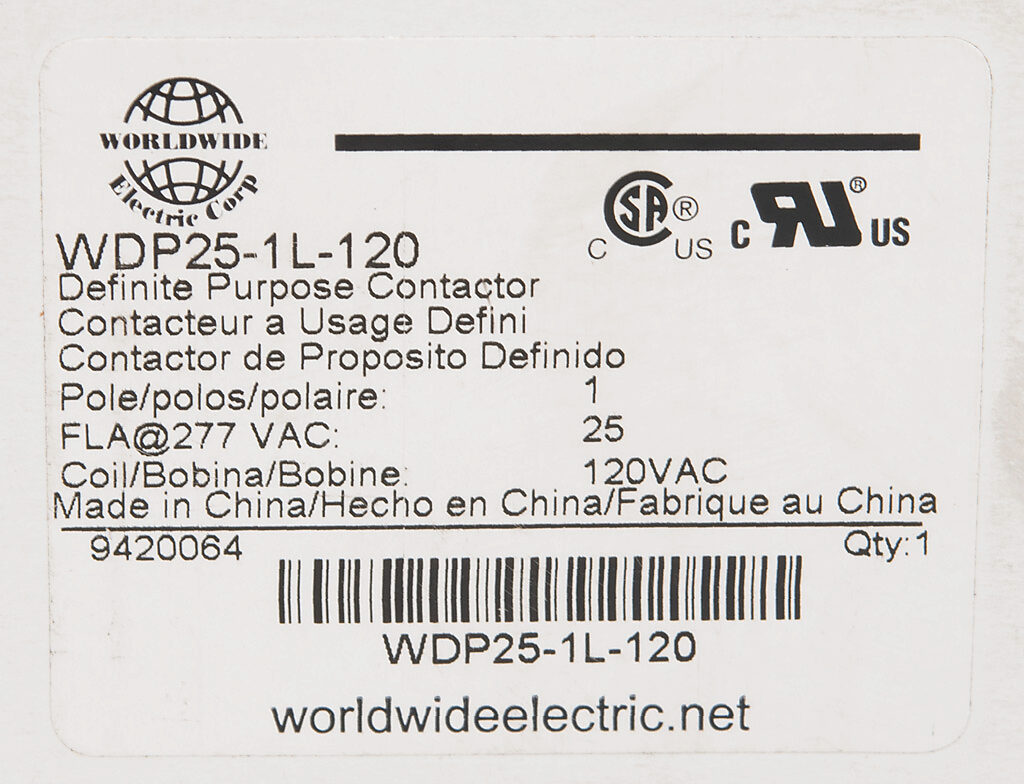 WORLDWIDE
Electric Corp
CSA®
C US
C RU® US
WDP25-1L-120
Definite Purpose Contactor
Contacteur a Usage Defini
Contactor de Proposito Definido
Pole/polos/polaire: 1
FLA@277 VAC: 25
Coil/Bobina/Bobine: 120VAC
Made in China/Hecho en China/Fabrique au China
9420064 Qty:1
WDP25-1L-120
worldwideelectric.net